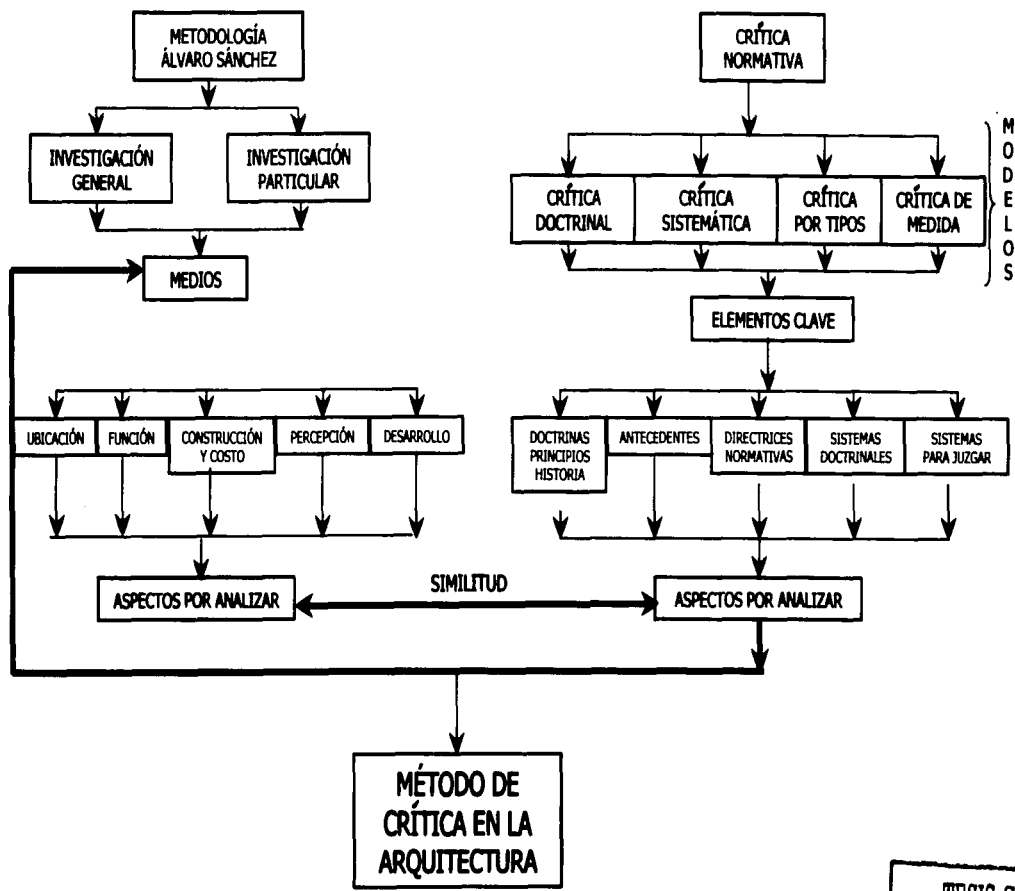 METODOLOGÍA
ÁLVARO SÁNCHEZ
INVESTIGACIÓN
GENERAL
INVESTIGACIÓN
PARTICULAR
MEDIOS
UBICACIÓN
FUNCIÓN
CONSTRUCCIÓN
Y COSTO
PERCEPCIÓN
DESARROLLO
ASPECTOS POR ANALIZAR
CRÍTICA
NORMATIVA
CRÍTICA
DOCTRINAL
CRÍTICA
SISTEMÁTICA
CRÍTICA
POR TIPOS
CRÍTICA DE
MEDIDA
MODELOS
ELEMENTOS CLAVE
DOCTRINAS
PRINCIPIOS
HISTORIA
ANTECEDENTES
DIRECTRICES
NORMATIVAS
SISTEMAS
DOCTRINALES
SISTEMAS
PARA JUZGAR
ASPECTOS POR ANALIZAR
SIMILITUD
MÉTODO DE
CRÍTICA EN LA
ARQUITECTURA